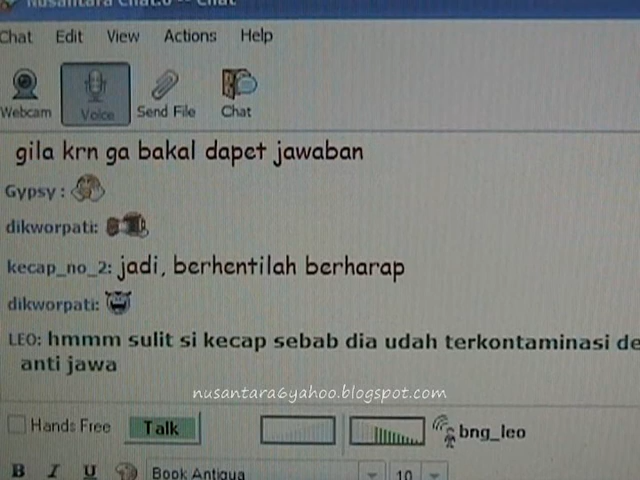 Nusantara Chat:6 -- Chat
Chat Edit View Actions Help
Webcam Voice Send File Chat
gila krn ga bakal dapet jawaban
Gypsy :
dikworpati:
kecap_no_2: jadi, berhentilah berharap
dikworpati:
LEO: hmmm sulit si kecap sebab dia udah terkontaminasi de
anti jawa
nusantara6yahoo.blogspot.com
Hands Free Talk bng_leo
B I U Book Antiqua 10